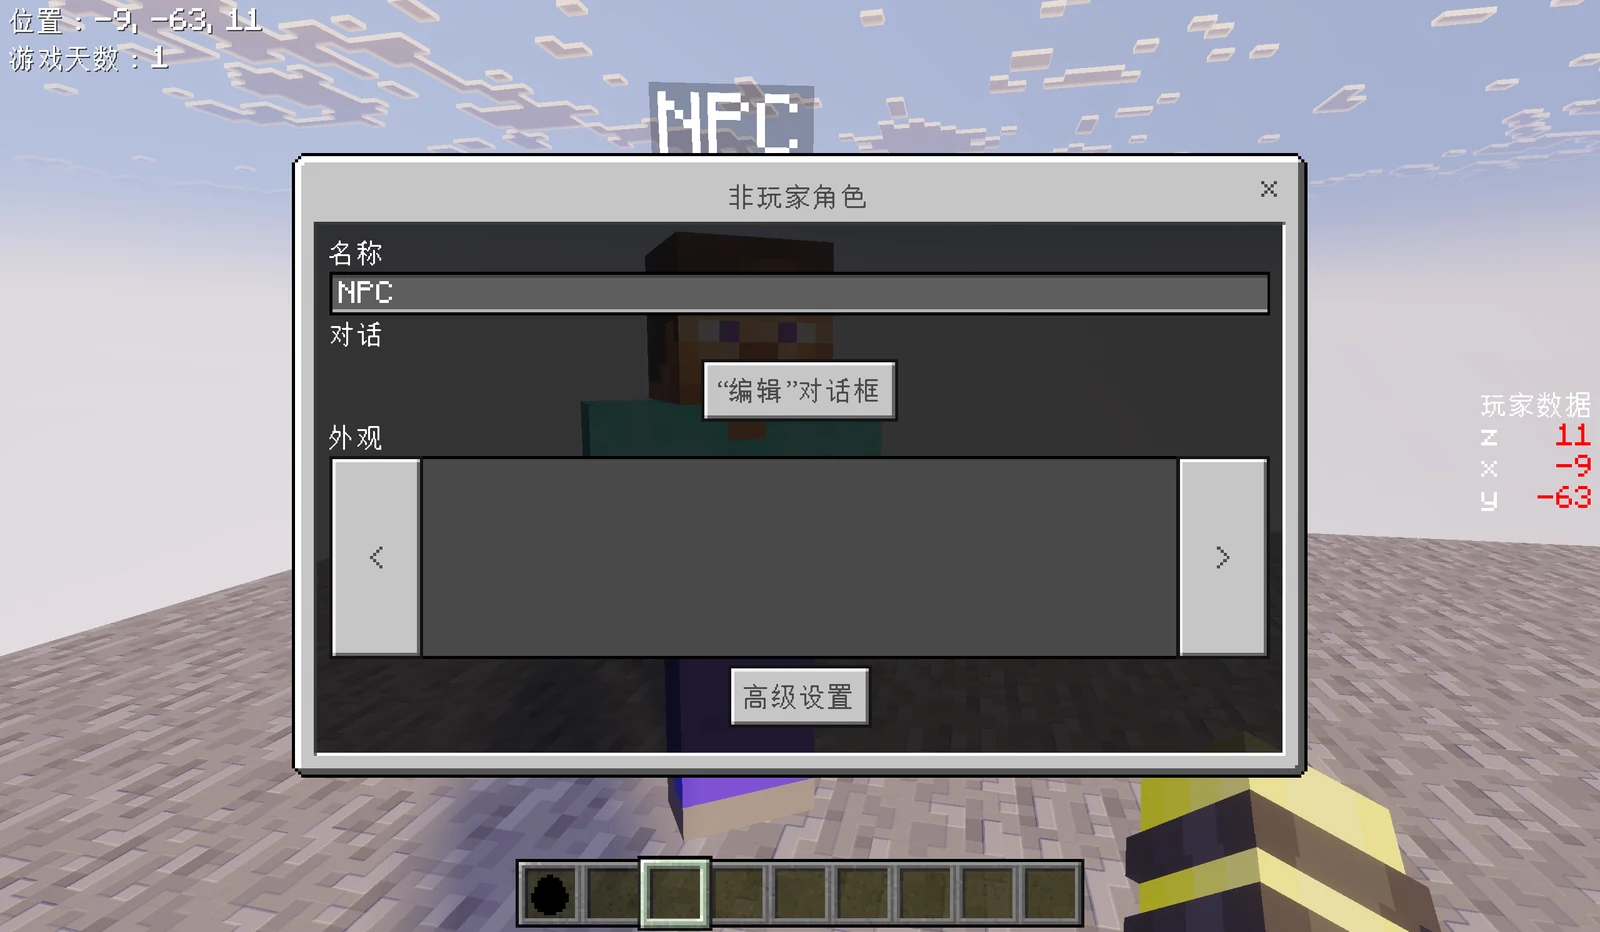 位置：-9, -63, 11
游戏天数：1
NPC
非玩家角色
名称
NPC
对话
“编辑”对话框
外观
<
>
高级设置
玩家数据
z 11
x -9
y -63